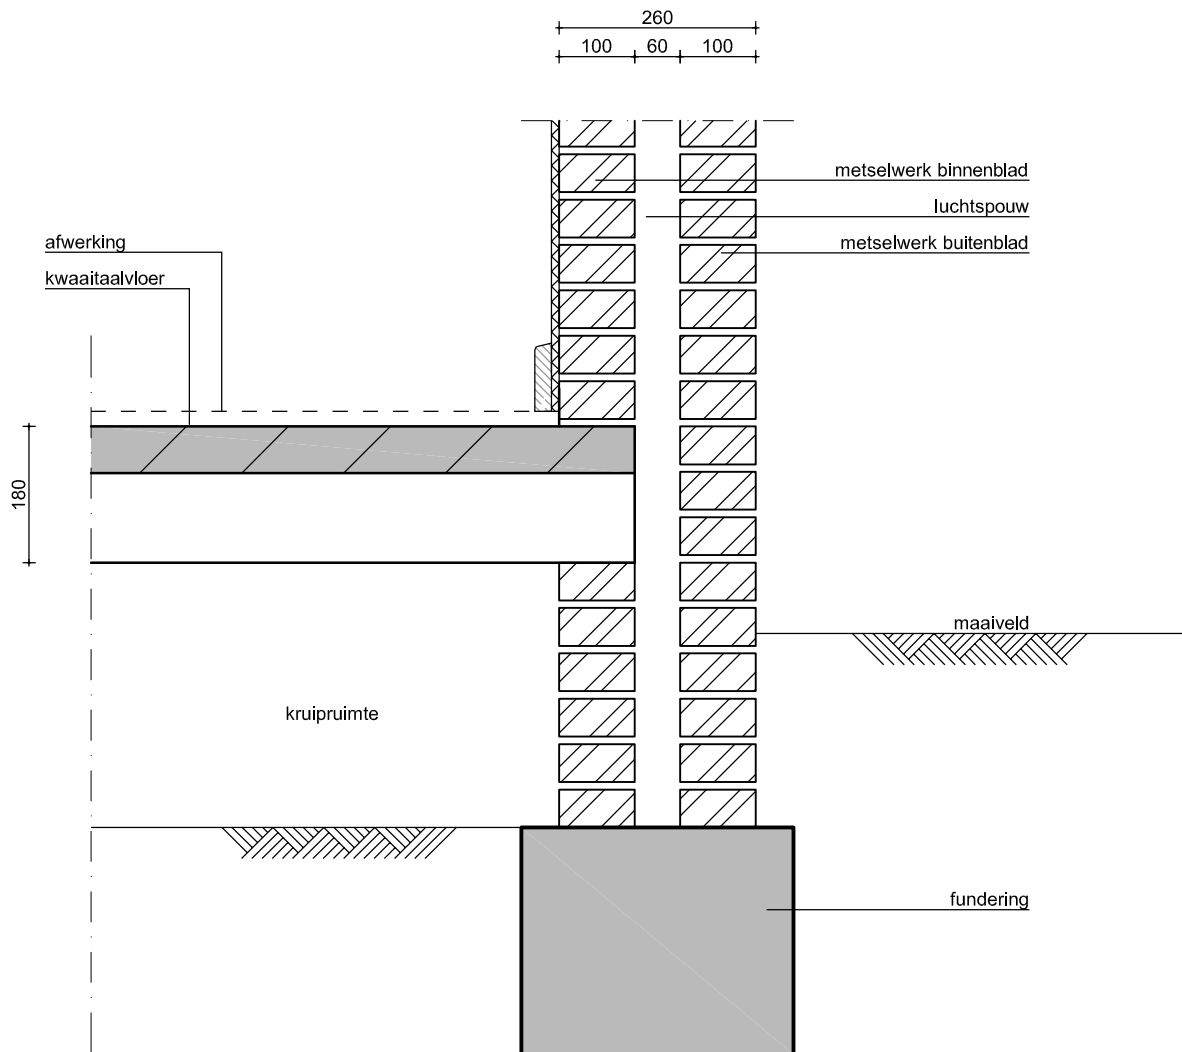 260
100 60 100
metselwerk binnenblad
luchtspouw
afwerking
metselwerk buitenblad
kwaaitaalvloer
180
maaiveld
kruipruimte
fundering